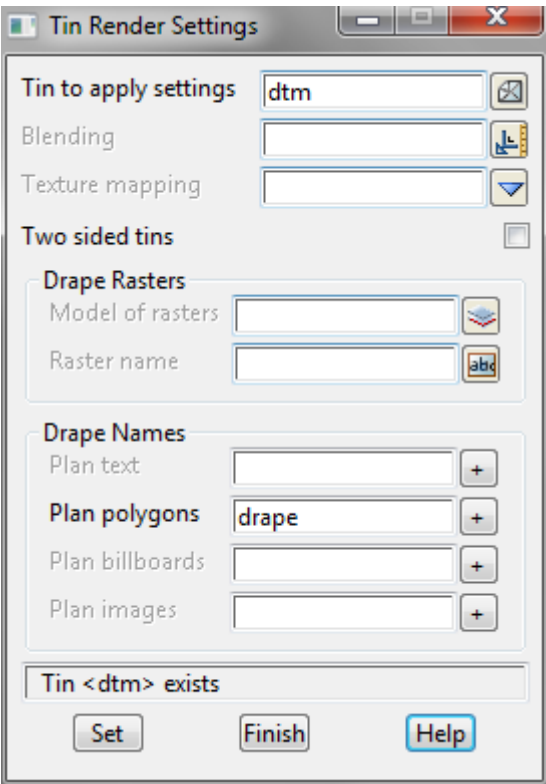 Tin Render Settings
Tin to apply settings dtm
Blending
Texture mapping
Two sided tins
Drape Rasters
Model of rasters
Raster name abc
Drape Names
Plan text +
Plan polygons drape +
Plan billboards +
Plan images +
Tin <dtm> exists
Set Finish Help